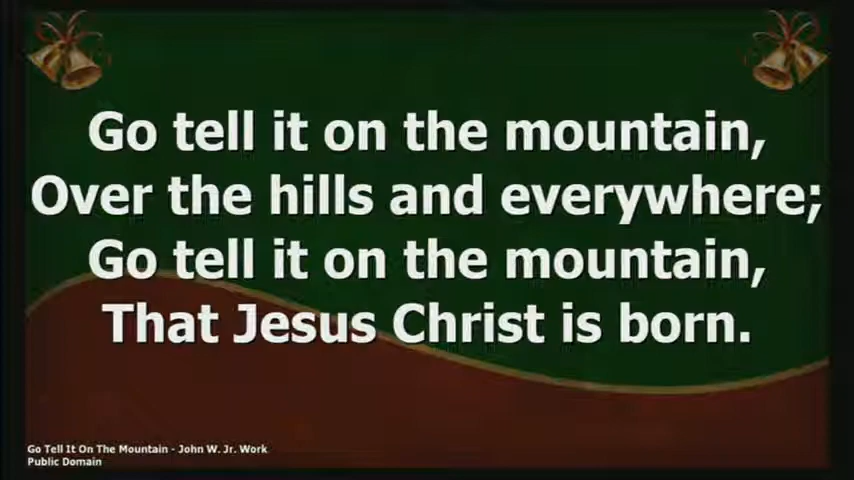 Go tell it on the mountain,
Over the hills and everywhere;
Go tell it on the mountain,
That Jesus Christ is born.
Go Tell It On The Mountain - John W. Jr. Work
Public Domain